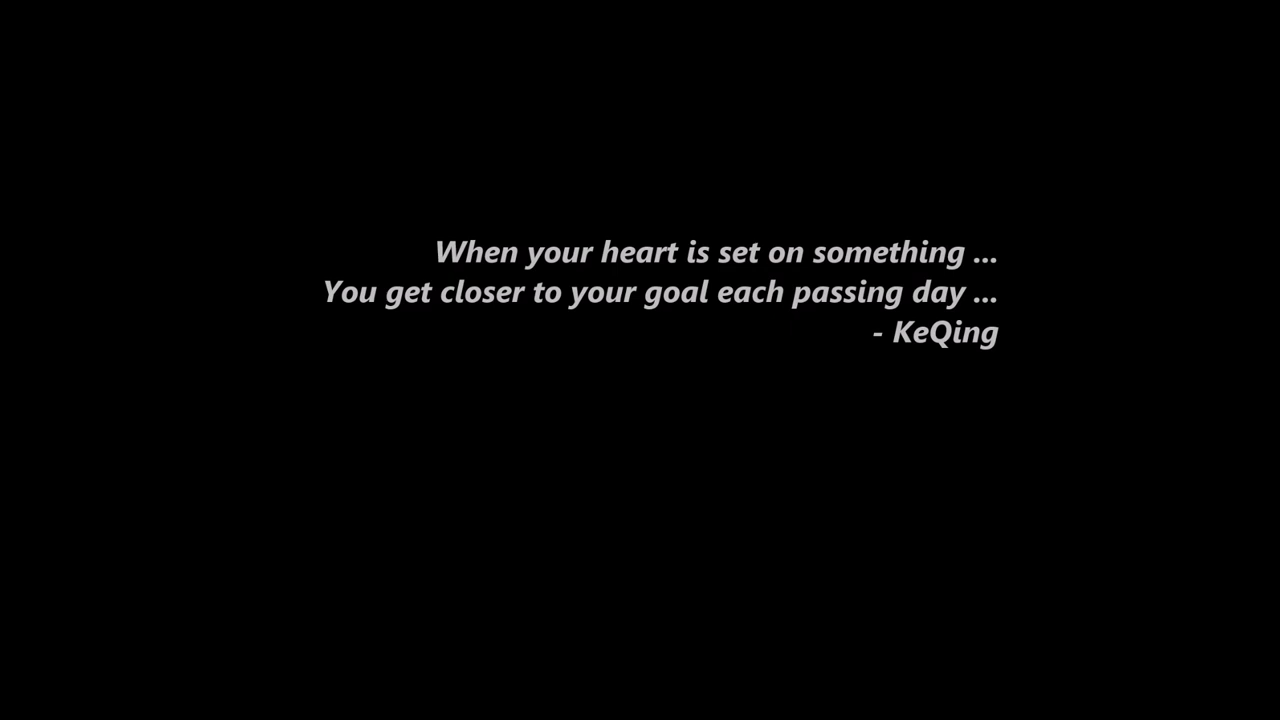 When your heart is set on something ...
You get closer to your goal each passing day ...
- KeQing